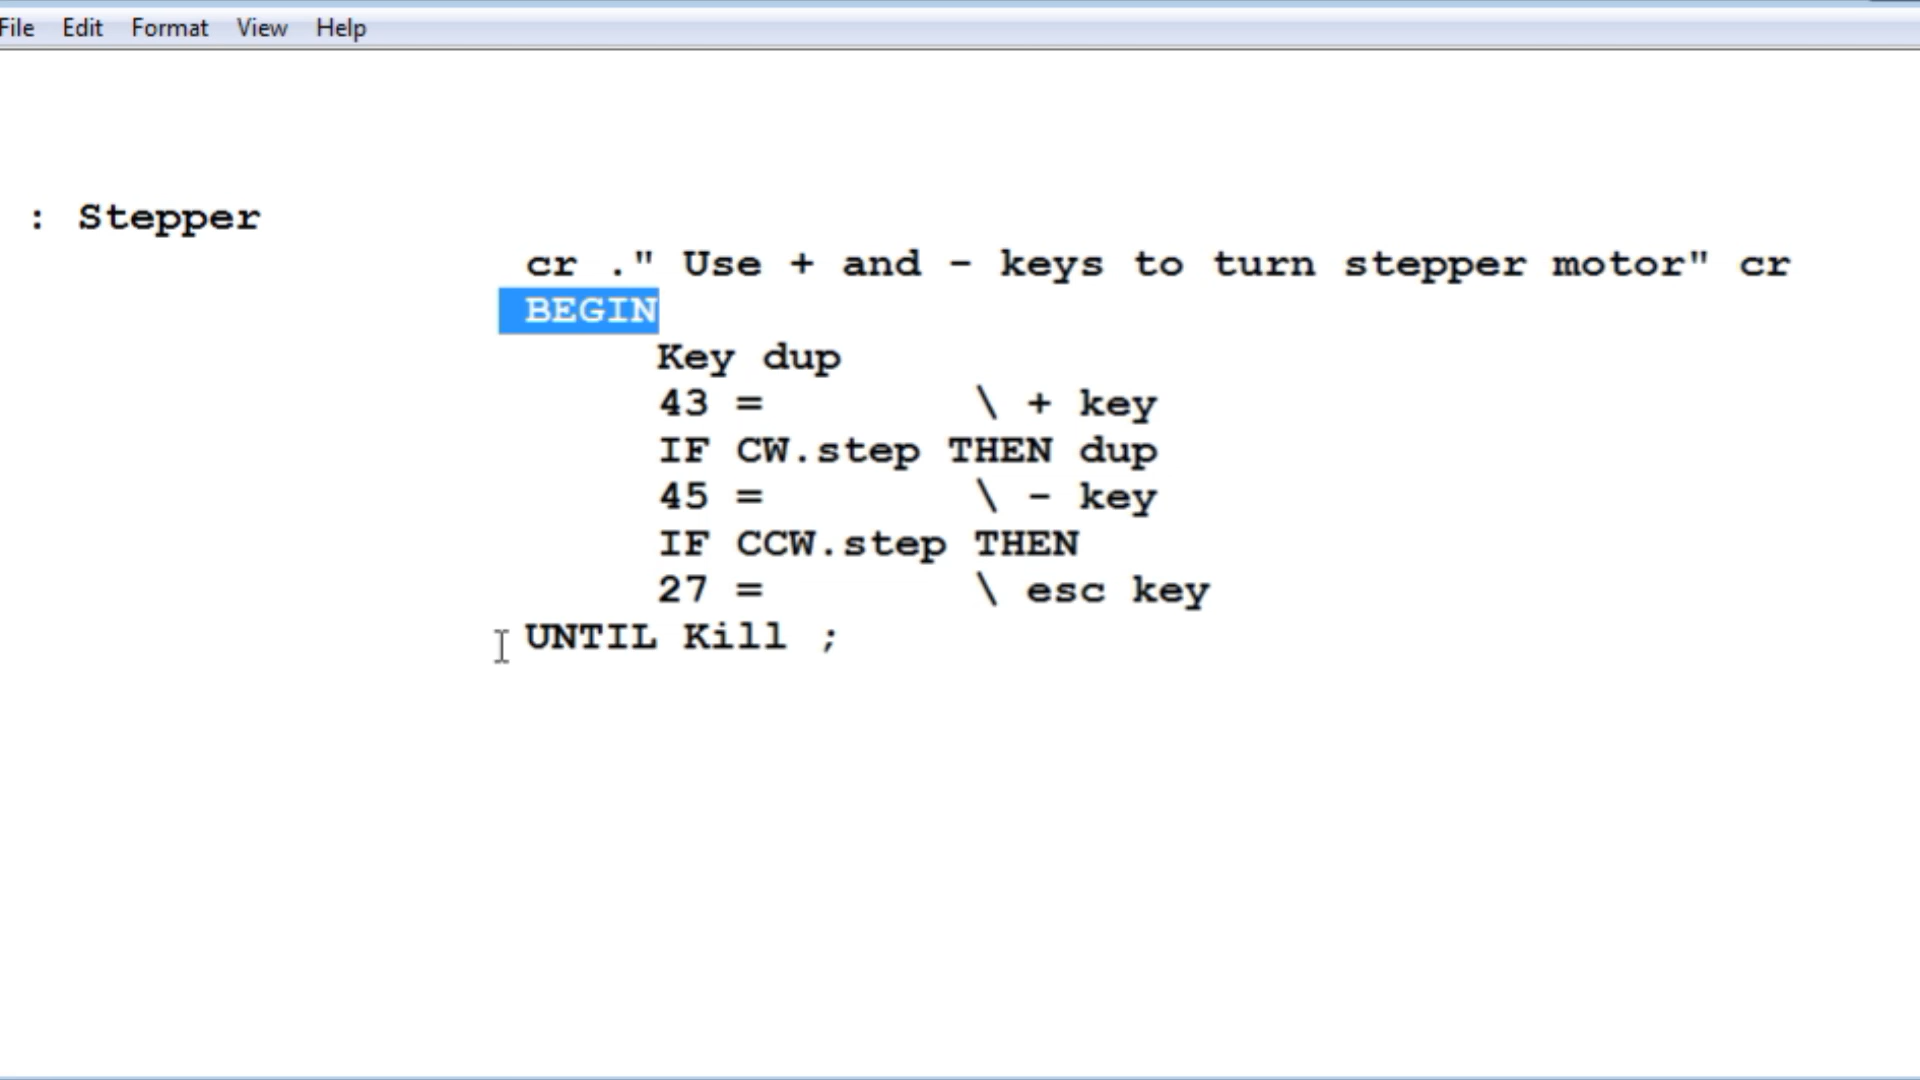 File Edit Format View Help
: Stepper
cr ." Use + and - keys to turn stepper motor" cr
BEGIN
Key dup
43 = \ + key
IF CW.step THEN dup
45 = \ - key
IF CCW.step THEN
27 = \ esc key
UNTIL Kill ;